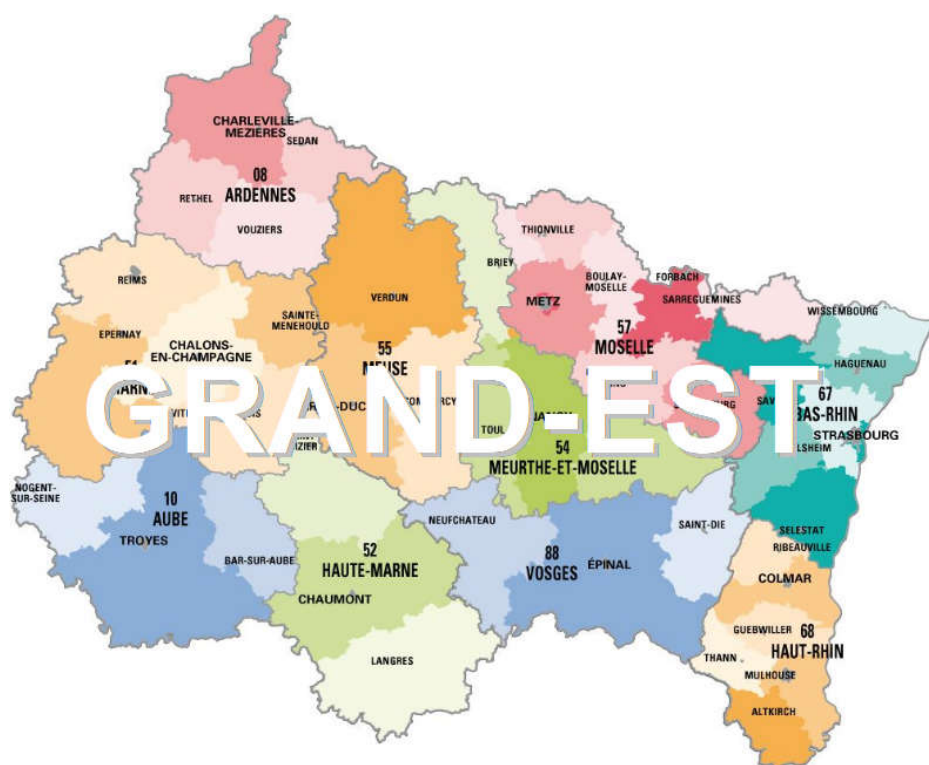 CHARLEVILLE-
MEZIÈRES
SEDAN
08
ARDENNES
RETHEL
VOUZIERS
REIMS
EPERNAY
SAINTE-
MENEHOULD
CHALONS-
EN-CHAMPAGNE
VERDUN
55
MEUSE
BRIEY
THIONVILLE
METZ
BOULAY-
MOSELLE
FORBACH
SARREGUEMINES
57
MOSELLE
WISSEMBOURG
HAGUENAU
67
BAS-RHIN
STRASBOURG
GRAND-EST
TOUL
54
MEURTHE-ET-MOSELLE
NOGENT-
SUR-SEINE
10
AUBE
TROYES
BAR-SUR-AUBE
52
HAUTE-MARNE
CHAUMONT
LANGRES
NEUFCHATEAU
88
VOSGES
ÉPINAL
SAINT-DIE
SELESTAT
RIBEAUVILLE
COLMAR
GUEBWILLER
68
HAUT-RHIN
THANN
MULHOUSE
ALTKIRCH